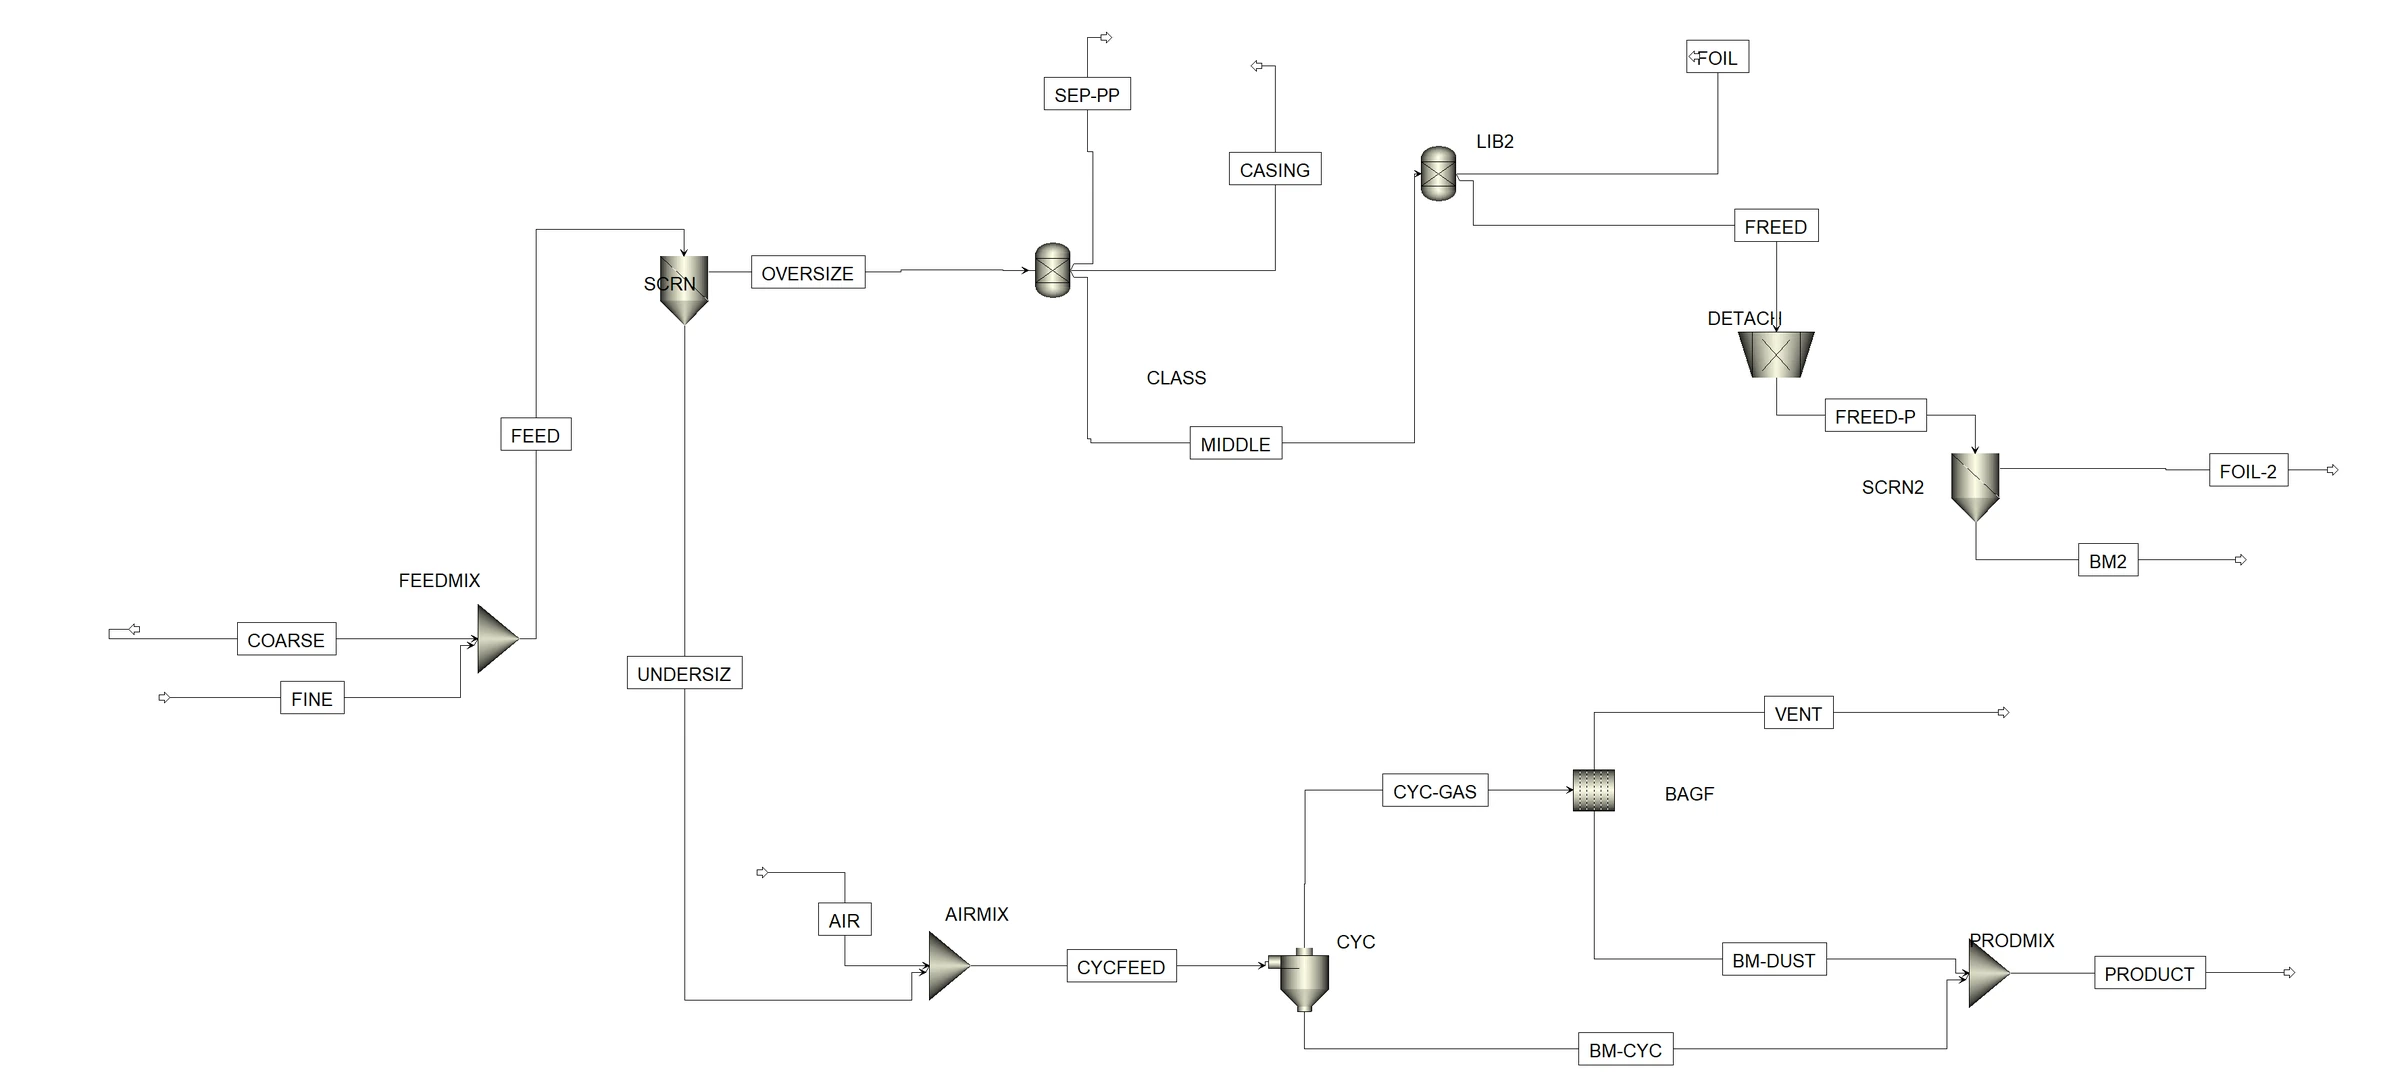 SEP-PP
FOIL
LIB2
CASING
FREED
SCRN
OVERSIZE
DETACH
CLASS
FREED-P
FEED
MIDDLE
FOIL-2
SCRN2
BM2
FEEDMIX
COARSE
UNDERSIZ
FINE
VENT
CYC-GAS
BAGF
AIR
AIRMIX
CYC
PRODMIX
CYCFEED
BM-DUST
PRODUCT
BM-CYC